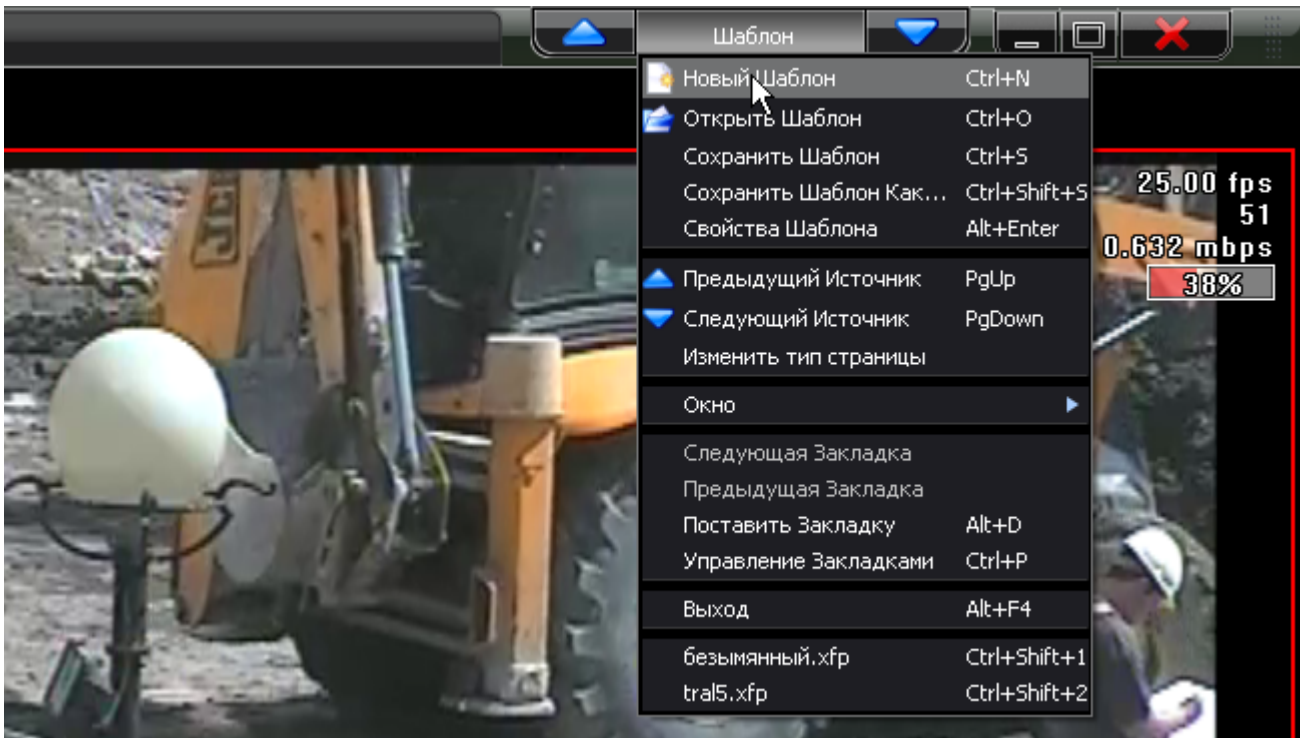 Шаблон
Новый Шаблон Ctrl+N
Открыть Шаблон Ctrl+O
Сохранить Шаблон Ctrl+S
Сохранить Шаблон Как... Ctrl+Shift+S
Свойства Шаблона Alt+Enter
Предыдущий Источник PgUp
Следующий Источник PgDown
Изменить тип страницы
Окно
Следующая Закладка
Предыдущая Закладка
Поставить Закладку Alt+D
Управление Закладками Ctrl+P
Выход Alt+F4
безымянный.xfp Ctrl+Shift+1
tral5.xfp Ctrl+Shift+2
25.00 fps
51
0.632 mbps
38%
JCB